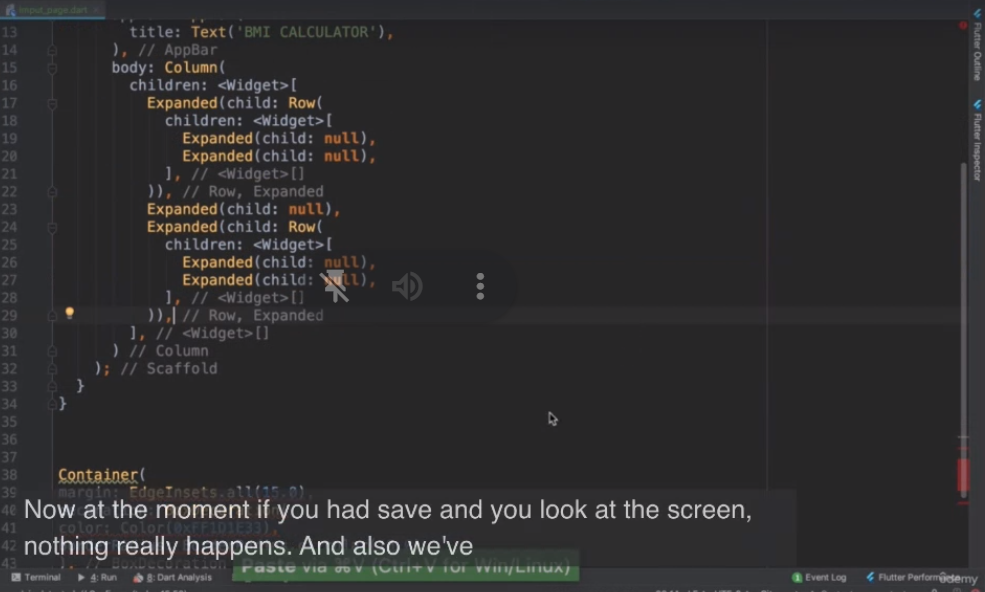 input_page.dart
13 title: Text('BMI CALCULATOR'),
14 ), // AppBar
15 body: Column(
16 children: <Widget>[
17 Expanded(child: Row(
18 children: <Widget>[
19 Expanded(child: null),
20 Expanded(child: null),
21 ], // <Widget>[]
22 )), // Row, Expanded
23 Expanded(child: null),
24 Expanded(child: Row(
25 children: <Widget>[
26 Expanded(child: null),
27 Expanded(child: null),
28 ], // <Widget>[]
29 )), // Row, Expanded
30 ], // <Widget>[]
31 ) // Column
32 ); // Scaffold
33 }
34 }
35
36
37
38 Container(
39 margin: EdgeInsets.all(15.0),
40
41 color: Color(0xFF1D1E33),
42
43 ], // BoxDecoration
Now at the moment if you had save and you look at the screen,
nothing really happens. And also we've
Paste via ⌘V (Ctrl+V for Win/Linux)
Terminal 4: Run Dart Analysis 1 Event Log Flutter
udemy
Flutter Outline
Flutter Inspector